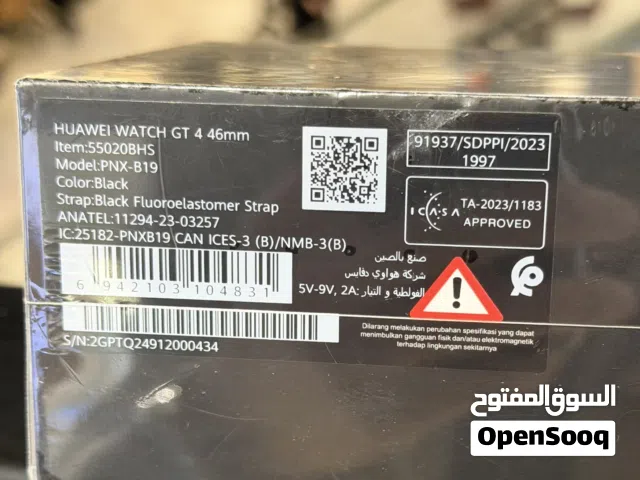 HUAWEI WATCH GT 4 46mm
Item:55020BHS
Model:PNX-B19
Color:Black
Strap:Black Fluoroelastomer Strap
ANATEL:11294-23-03257
IC:25182-PNXB19 CAN ICES-3 (B)/NMB-3(B)
6 942103 104831
S/N:2GPTQ24912000434
91937/SDPPI/2023
1997
ICASA
TA-2023/1183
APPROVED
صنع بالصين
شركة هواوي دفايس
الفولطية و التيار :5V-9V, 2A
!
Dilarang melakukan perubahan spesifikasi yang dapat
menimbulkan gangguan fisik dan/atau elektromagnetik
terhadap lingkungan sekitarnya
السوق المفتوح
OpenSooq